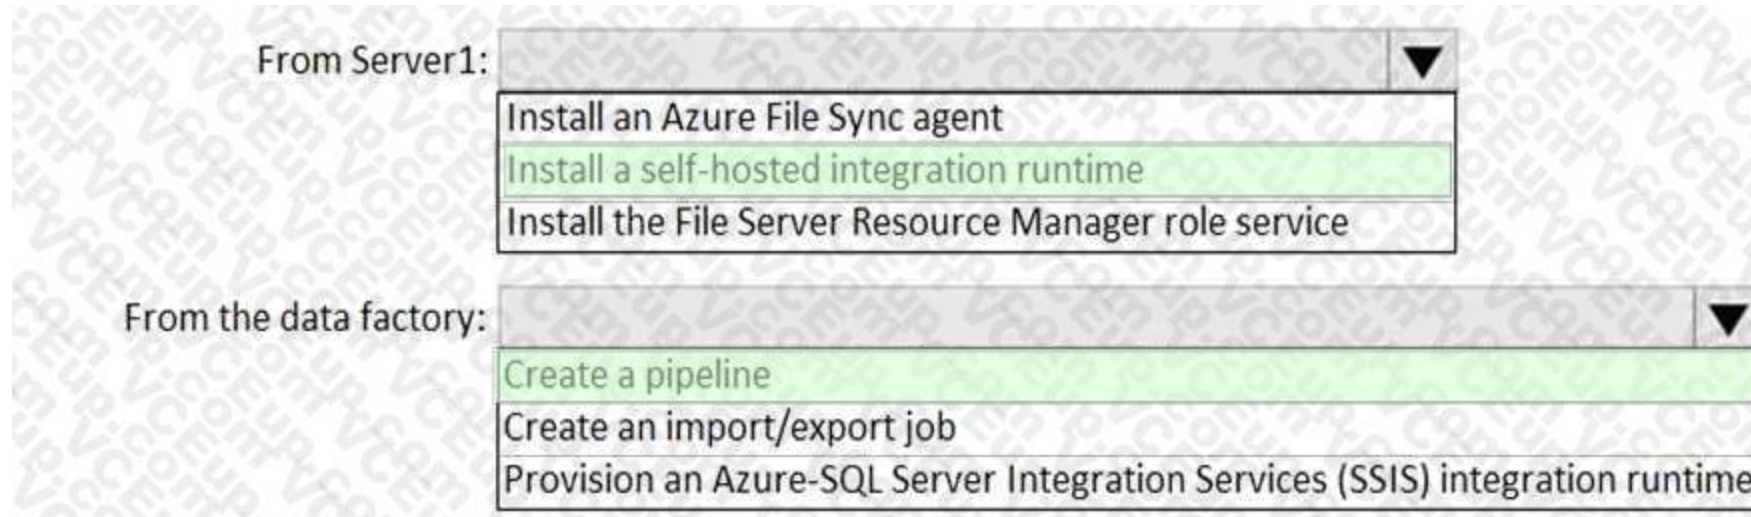 From Server1:
Install an Azure File Sync agent
Install a self-hosted integration runtime
Install the File Server Resource Manager role service
From the data factory:
Create a pipeline
Create an import/export job
Provision an Azure-SQL Server Integration Services (SSIS) integration runtime